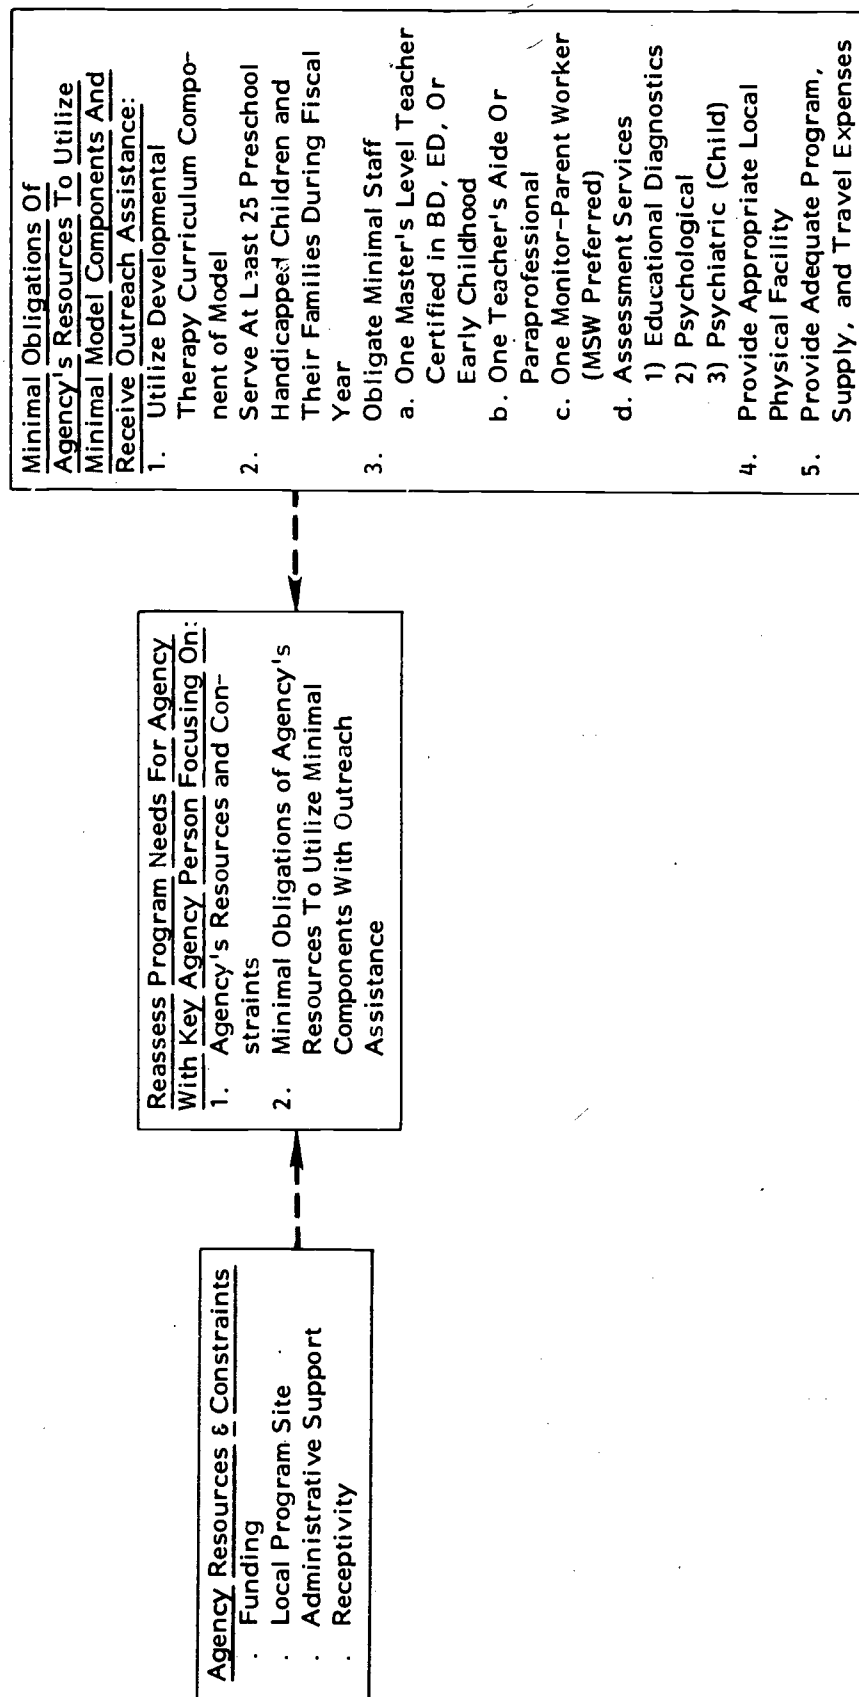 Agency Resources & Constraints
. Funding
. Local Program Site
. Administrative Support
. Receptivity
Reassess Program Needs For Agency
With Key Agency Person Focusing On:
1. Agency's Resources and Con-
straints
2. Minimal Obligations of Agency's
Resources To Utilize Minimal
Components With Outreach
Assistance
Minimal Obligations Of
Agency's Resources To Utilize
Minimal Model Components And
Receive Outreach Assistance:
1. Utilize Developmental
Therapy Curriculum Compo-
nent of Model
2. Serve At Least 25 Preschool
Handicapped Children and
Their Families During Fiscal
Year
3. Obligate Minimal Staff
a. One Master's Level Teacher
Certified in BD, ED, Or
Early Childhood
b. One Teacher's Aide Or
Paraprofessional
c. One Monitor-Parent Worker
(MSW Preferred)
d. Assessment Services
1) Educational Diagnostics
2) Psychological
3) Psychiatric (Child)
4. Provide Appropriate Local
Physical Facility
5. Provide Adequate Program,
Supply, and Travel Expenses